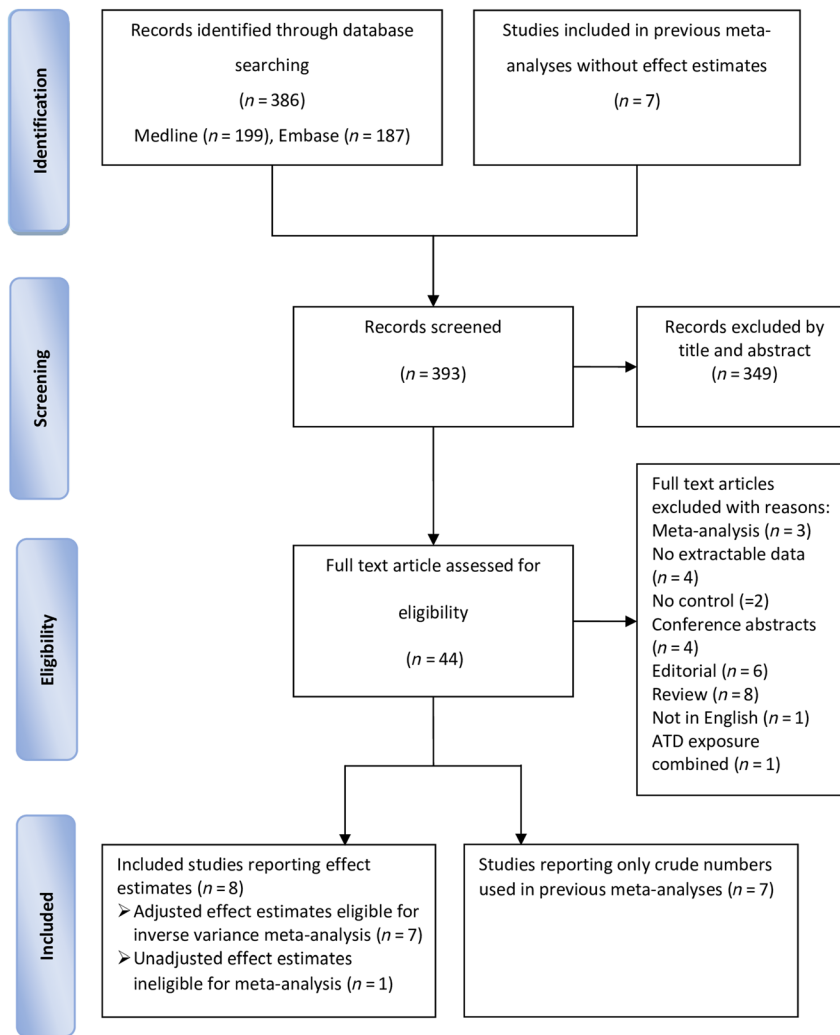 Identification
Records identified through database
searching
(n = 386)
Medline (n = 199), Embase (n = 187)
Studies included in previous meta-
analyses without effect estimates
(n = 7)
Screening
Records screened
(n = 393)
Records excluded by
title and abstract
(n = 349)
Eligibility
Full text article assessed for
eligibility
(n = 44)
Full text articles
excluded with reasons:
Meta-analysis (n = 3)
No extractable data
(n = 4)
No control (=2)
Conference abstracts
(n = 4)
Editorial (n = 6)
Review (n = 8)
Not in English (n = 1)
ATD exposure
combined (n = 1)
Included
Included studies reporting effect
estimates (n = 8)
➢ Adjusted effect estimates eligible for
inverse variance meta-analysis (n = 7)
➢ Unadjusted effect estimates
ineligible for meta-analysis (n = 1)
Studies reporting only crude numbers
used in previous meta-analyses (n = 7)